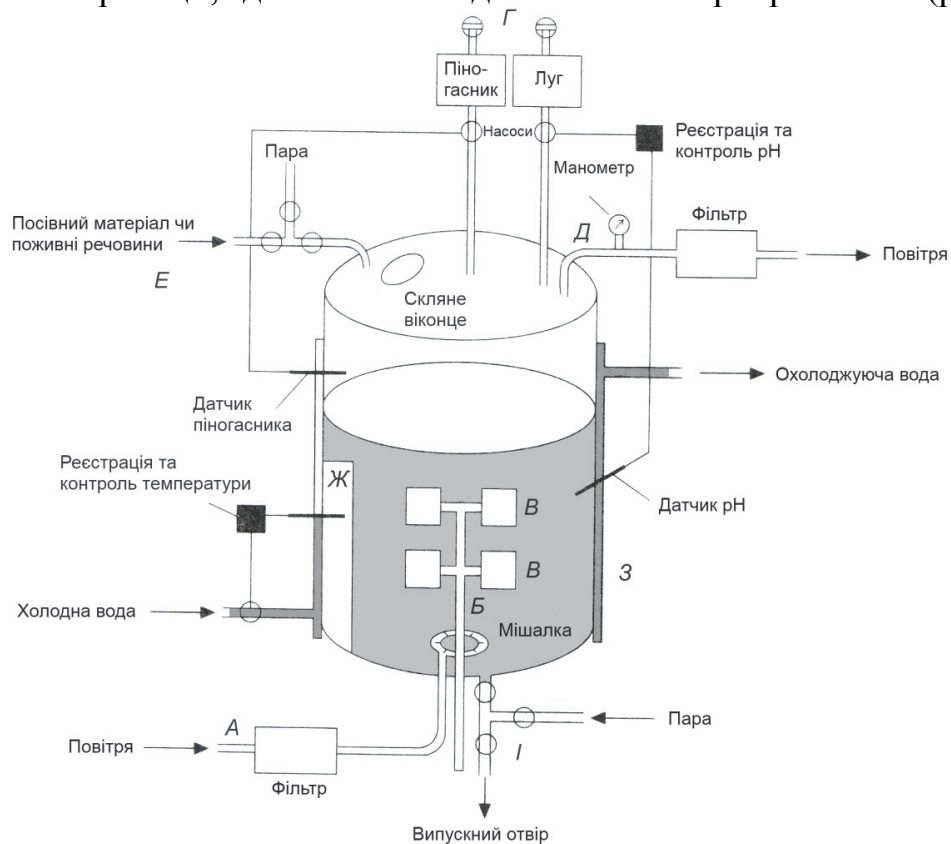 Г
Піно-
гасник
Луг
Насоси
Реєстрація та
контроль pH
Пара
Манометр
Посівний матеріал чи
поживні речовини
Е
Д
Фільтр
Повітря
Скляне
віконце
Охолоджуюча вода
Датчик
піногасника
Реєстрація та
контроль температури
Ж
В
Датчик pH
В
З
Б
Холодна вода
Мішалка
А
Пара
Повітря
І
Фільтр
Випускний отвір